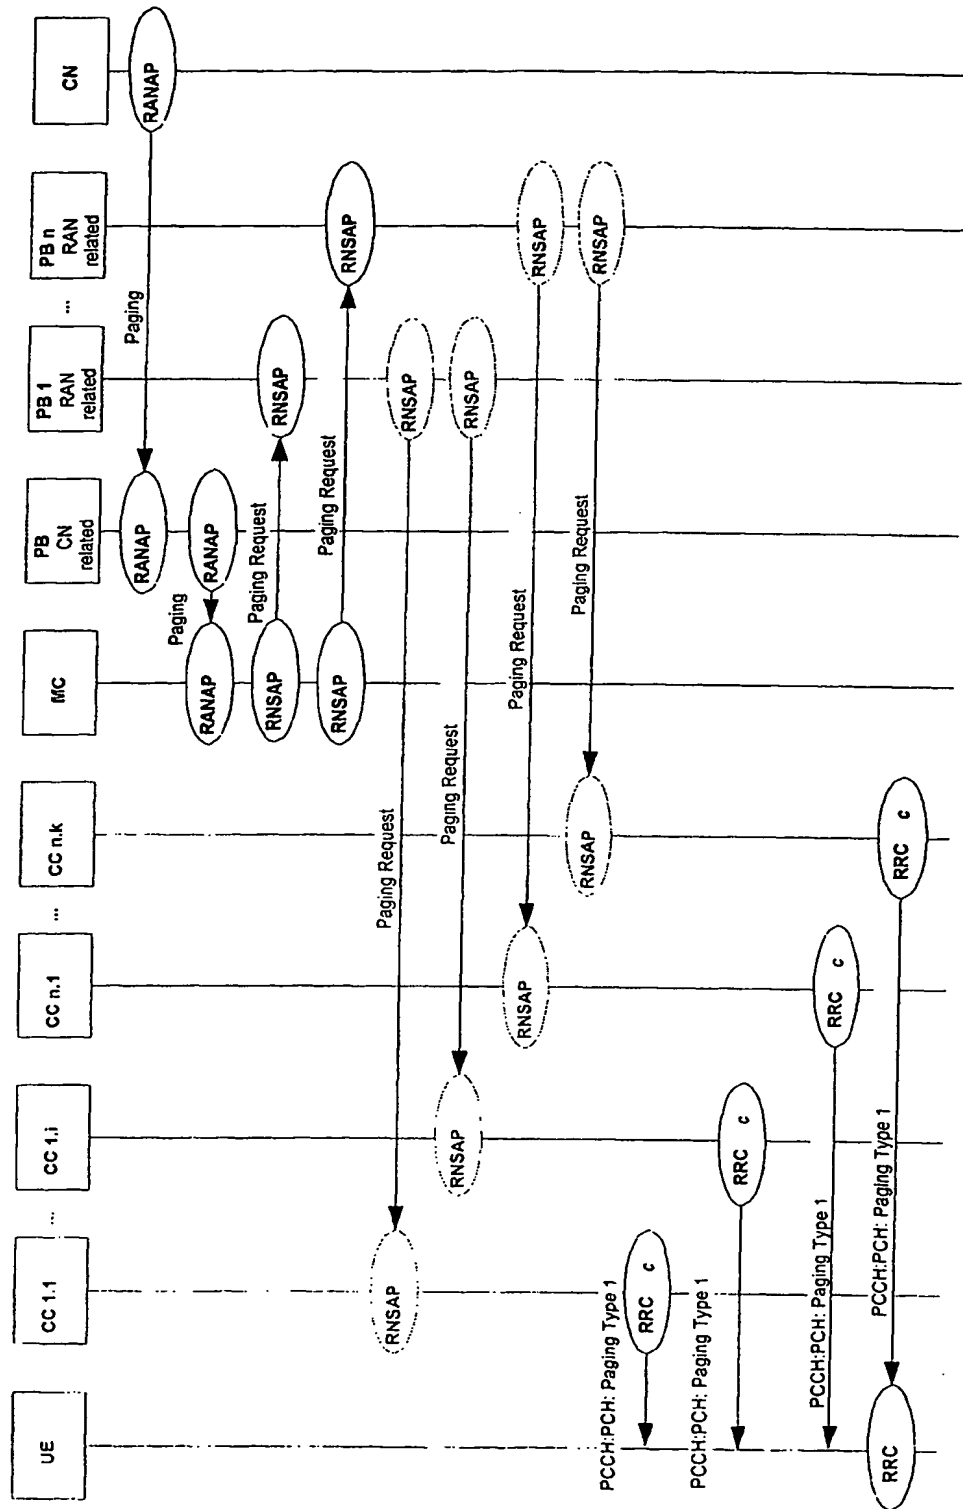 UE
CC 1.1
...
CC 1.i
CC n.1
...
CC n.k
MC
PB
CN
related
PB 1
RAN
related
...
PB n
RAN
related
CN
RANAP
Paging
RANAP
RANAP
Paging
RANAP
RNSAP
Paging Request
RNSAP
RNSAP
Paging Request
RNSAP
RNSAP
Paging Request
RNSAP
RNSAP
Paging Request
RNSAP
RNSAP
Paging Request
RNSAP
RNSAP
Paging Request
RNSAP
RRC c
PCCH:PCH: Paging Type 1
RRC c
PCCH:PCH: Paging Type 1
RRC c
PCCH:PCH: Paging Type 1
RRC c
PCCH:PCH: Paging Type 1
RRC